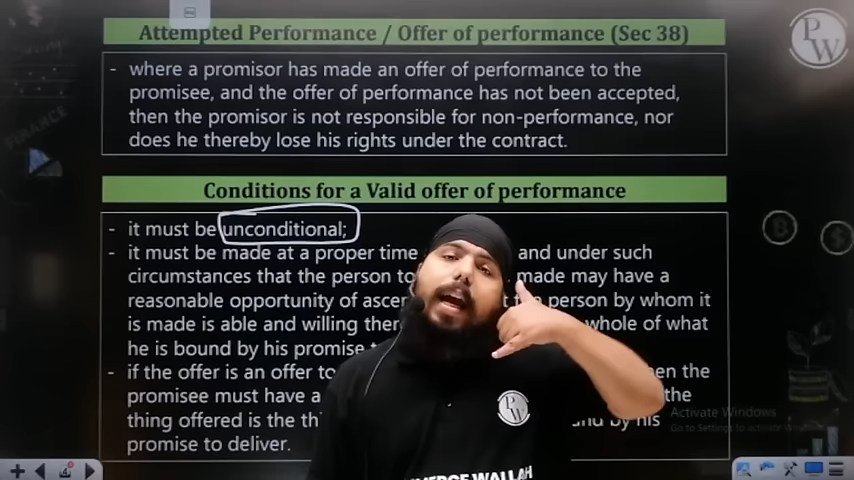 Attempted Performance / Offer of performance (Sec 38)
P
W
- where a promisor has made an offer of performance to the
promisee, and the offer of performance has not been accepted,
then the promisor is not responsible for non-performance, nor
does he thereby lose his rights under the contract.
FINANCE
Conditions for a Valid offer of performance
- it must be unconditional;
- it must be made at a proper time and under such
circumstances that the person to made may have a
reasonable opportunity of person by whom it
is made is able and willing whole of what
he is bound by his promise
- if the offer is an offer to the
promisee must have a the
thing offered is the and by his
promise to deliver.
PW
Activate Windows
Go to Settings to activate
WALLAH